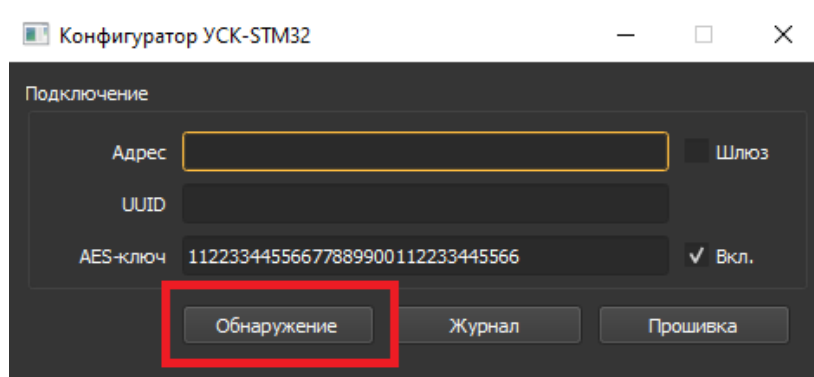 Конфигуратор УСК-STM32
Подключение
Адрес
Шлюз
UUID
AES-ключ 11223344556677889900112233445566 Вкл.
Обнаружение Журнал Прошивка